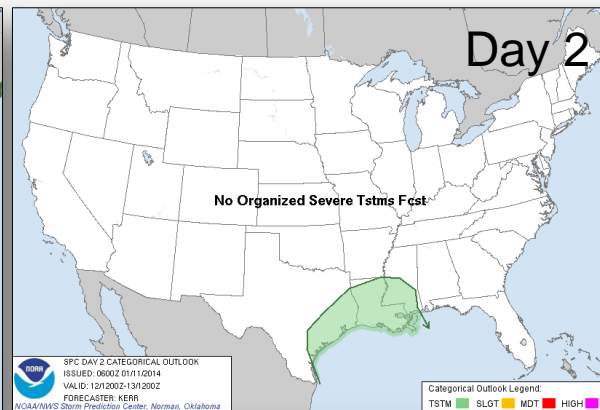 Day 2
No Organized Severe Tstms Fcst
NOAA
SPC DAY 2 CATEGORICAL OUTLOOK
ISSUED: 0600Z 01/11/2014
VALID: 12/1200Z-13/1200Z
FORECASTER: KERR
NOAA/NWS Storm Prediction Center, Norman, Oklahoma
Categorical Outlook Legend:
TSTM SLGT MDT HIGH